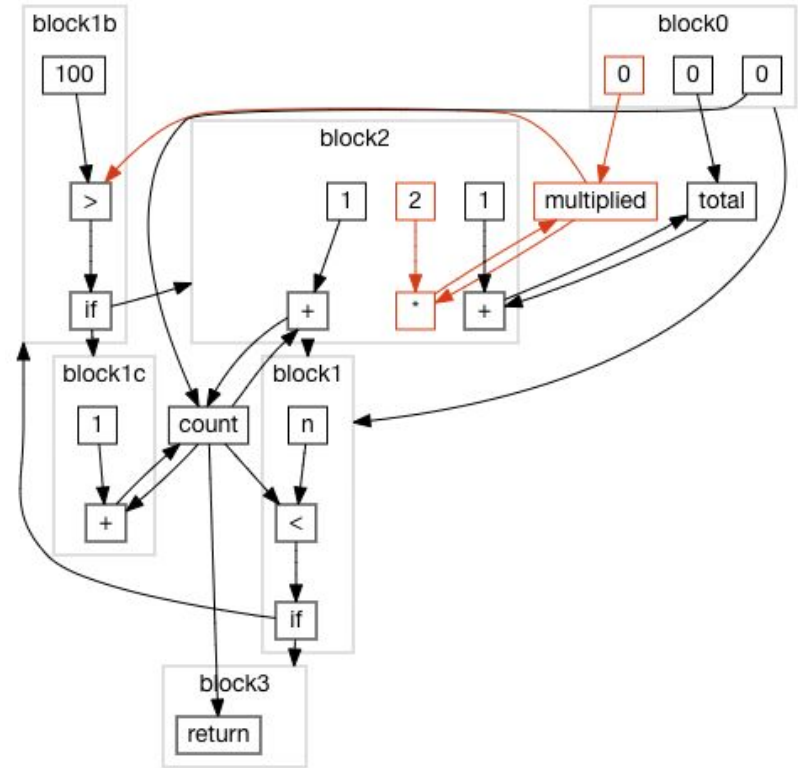 block1b
block0
100
0
0
0
block2
1
2
1
>
multiplied
total
if
+
*
+
block1c
block1
1
count
n
+
<
if
block3
return